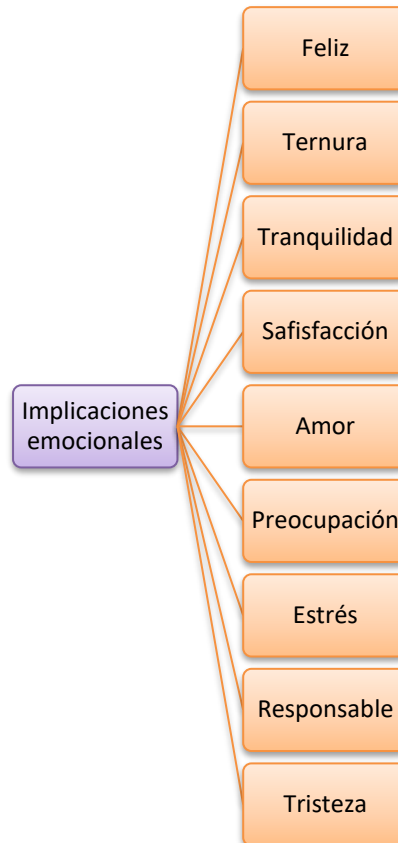 Feliz
Ternura
Tranquilidad
Safisfacción
Implicaciones
emocionales
Amor
Preocupación
Estrés
Responsable
Tristeza